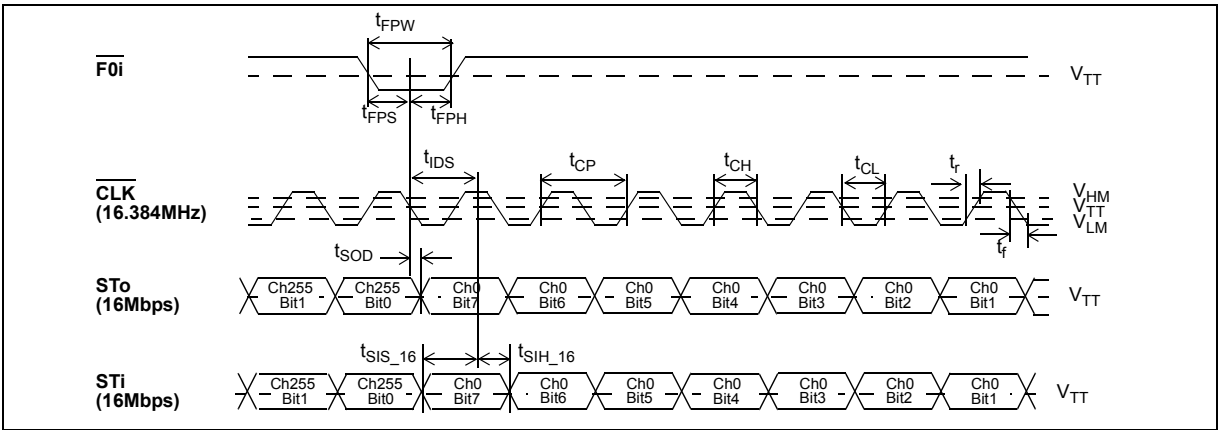 tFPW
F0i
VTT
tFPS
tFPH
tIDS
tCP
tCH
tCL
tr
CLK
(16.384MHz)
VHM
VTT
VLM
tf
tSOD
STo
(16Mbps)
Ch255 Bit1
Ch255 Bit0
Ch0 Bit7
Ch0 Bit6
Ch0 Bit5
Ch0 Bit4
Ch0 Bit3
Ch0 Bit2
Ch0 Bit1
VTT
tSIS_16
tSIH_16
STi
(16Mbps)
Ch255 Bit1
Ch255 Bit0
Ch0 Bit7
Ch0 Bit6
Ch0 Bit5
Ch0 Bit4
Ch0 Bit3
Ch0 Bit2
Ch0 Bit1
VTT